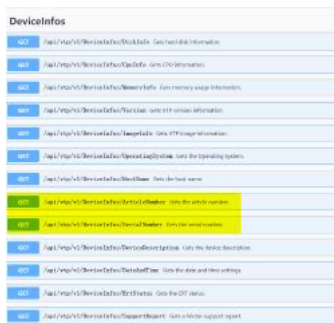 DeviceInfos
GET /api/vtp/v1/DeviceInfos/DiskInfo Gets hard disk information.
GET /api/vtp/v1/DeviceInfos/CpuInfo Gets CPU information.
GET /api/vtp/v1/DeviceInfos/MemoryInfo Gets memory usage information.
GET /api/vtp/v1/DeviceInfos/Version Gets VTP version information.
GET /api/vtp/v1/DeviceInfos/ImageInfo Gets VTP image information.
GET /api/vtp/v1/DeviceInfos/OperatingSystem Gets the Operating System.
GET /api/vtp/v1/DeviceInfos/HostName Gets the host name.
GET /api/vtp/v1/DeviceInfos/ArticleNumber Gets the article number.
GET /api/vtp/v1/DeviceInfos/SerialNumber Gets the serial number.
GET /api/vtp/v1/DeviceInfos/DeviceDescription Gets the device description.
GET /api/vtp/v1/DeviceInfos/DateAndTime Gets the date and time settings.
GET /api/vtp/v1/DeviceInfos/ErtStatus Gets the ERT status.
GET /api/vtp/v1/DeviceInfos/SupportReport Gets a support report.